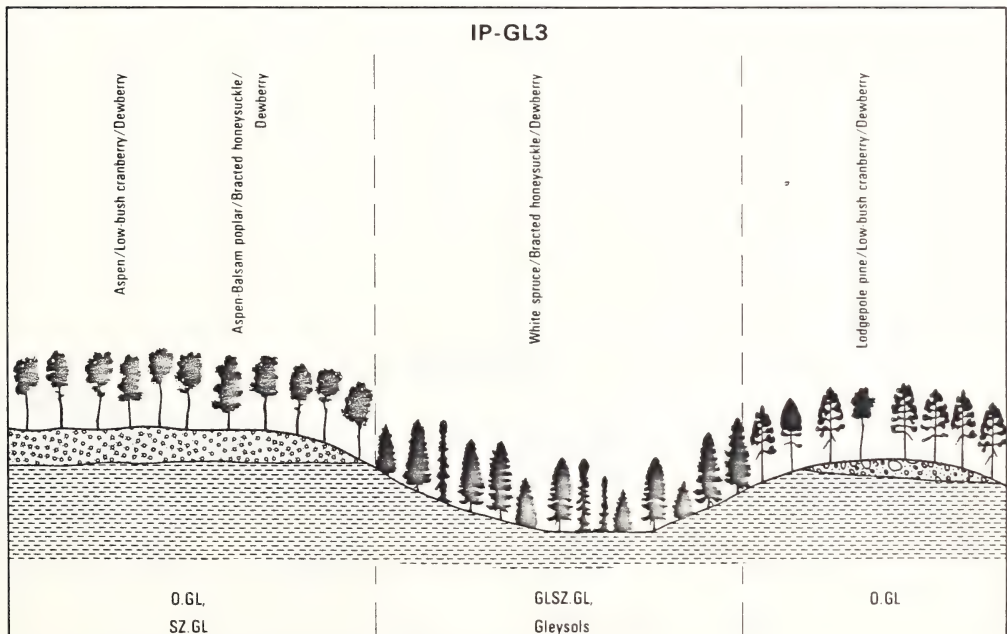 IP-GL3
Aspen/Low-bush cranberry/Dewberry
Aspen-Balsam poplar/Bracted honeysuckle/
Dewberry
White spruce/Bracted honeysuckle/Dewberry
Lodgepole pine/Low-bush cranberry/Dewberry
O.GL,
SZ.GL
GLSZ.GL,
Gleysols
O.GL